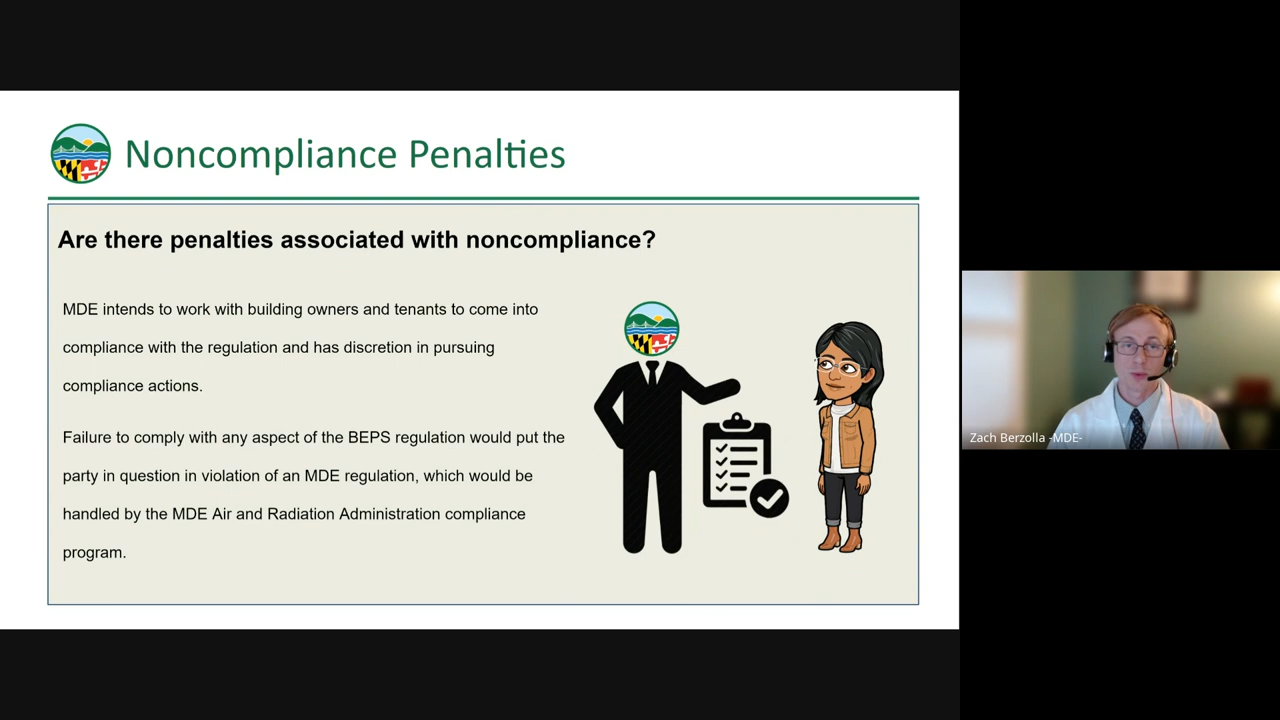 Noncompliance Penalties
Are there penalties associated with noncompliance?
MDE intends to work with building owners and tenants to come into
compliance with the regulation and has discretion in pursuing
compliance actions.
Failure to comply with any aspect of the BEPS regulation would put the
party in question in violation of an MDE regulation, which would be
handled by the MDE Air and Radiation Administration compliance
program.
Zach Berzolla -MDE-